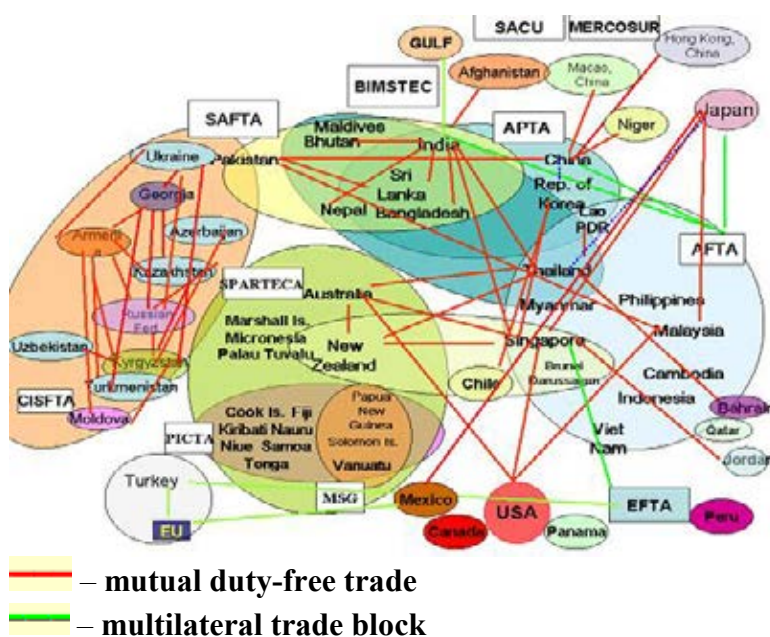 SACU
MERCOSUR
GULF
Hong Kong,
China
Afghanistan
Macao,
China
BIMSTEC
Japan
SAFTA
APTA
Niger
Maldives
Bhutan
India
Ukraine
Pakistan
China
Georgia
Sri
Lanka
Rep. of
Korea
Nepal
Bangladesh
Lao
PDR
Armenia
Azerbaijan
AFTA
Kazakhstan
Thailand
SPARTECA
Australia
Myanmar
Philippines
Russian
Fed
Marshall Is.
Micronesia
Palau Tuvalu
Malaysia
Uzbekistan
New
Zealand
Singapore
Kyrgyzstan
Brunei
Darussalam
Turkmenistan
Chile
Cambodia
CISFTA
Indonesia
Moldova
Cook Is. Fiji
Kiribati Nauru
Niue Samoa
Tonga
Papua
New
Guinea
Solomon Is.
Vanuatu
Bahrak
PICTA
Qatar
Viet
Nam
Jordar
Turkey
MSG
Mexico
USA
EFTA
Peru
EU
Canada
Panama
– mutual duty-free trade
– multilateral trade block